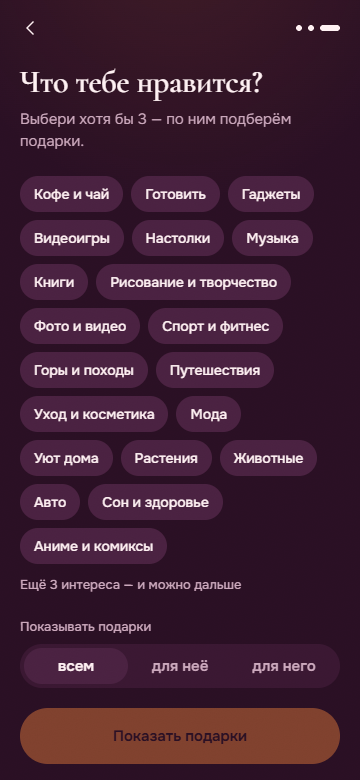 Что тебе нравится?
Выбери хотя бы 3 — по ним подберём
подарки.
Кофе и чай Готовить Гаджеты
Видеоигры Настолки Музыка
Книги Рисование и творчество
Фото и видео Спорт и фитнес
Горы и походы Путешествия
Уход и косметика Мода
Уют дома Растения Животные
Авто Сон и здоровье
Аниме и комиксы
Ещё 3 интереса — и можно дальше
Показывать подарки
всем для неё для него
Показать подарки